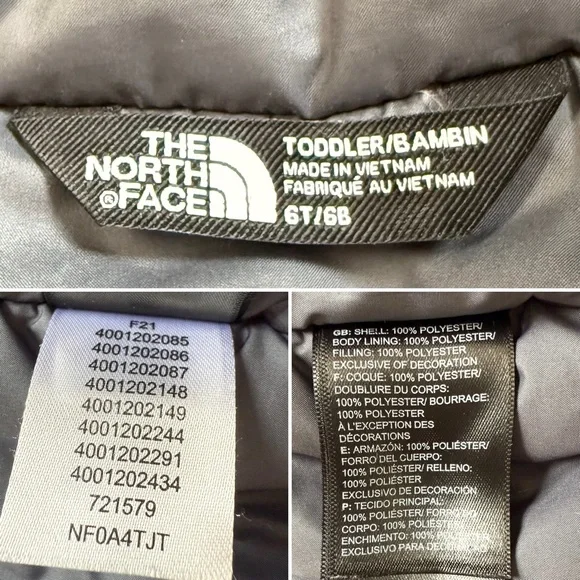 THE
NORTH
®FACE
TODDLER/BAMBIN
MADE IN VIETNAM
FABRIQUÉ AU VIETNAM
6T/6B
F21
4001202085
4001202086
4001202087
4001202148
4001202149
4001202244
4001202291
4001202434
721579
NF0A4TJT
GB: SHELL: 100% POLYESTER/
BODY LINING: 100% POLYESTER/
FILLING: 100% POLYESTER
EXCLUSIVE OF DECORATION
F: COQUE: 100% POLYESTER/
DOUBLURE DU CORPS:
100% POLYESTER/ BOURRAGE:
100% POLYESTER
À L'EXCEPTION DES
DÉCORATIONS
E: ARMAZÓN: 100% POLIÉSTER/
FORRO DEL CUERPO:
100% POLIÉSTER/ RELLENO:
100% POLIÉSTER
EXCLUSIVO DE DECORACIÓN
P: TECIDO PRINCIPAL:
100% POLIÉSTER/ FORRO DO
CORPO: 100% POLIÉSTER/
ENCHIMENTO: 100% POLIÉSTER
EXCLUSIVO PARA DECORAÇÃO